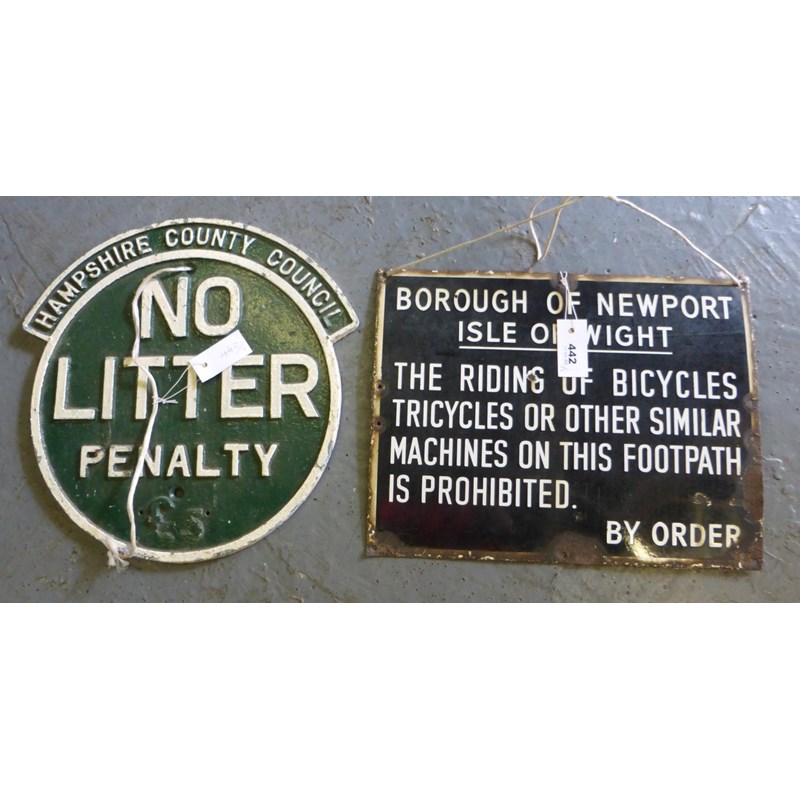 HAMPSHIRE COUNTY COUNCIL
NO
LITTER
PENALTY
£5
BOROUGH OF NEWPORT
ISLE OF WIGHT
442
THE RIDING OF BICYCLES
TRICYCLES OR OTHER SIMILAR
MACHINES ON THIS FOOTPATH
IS PROHIBITED.
BY ORDER